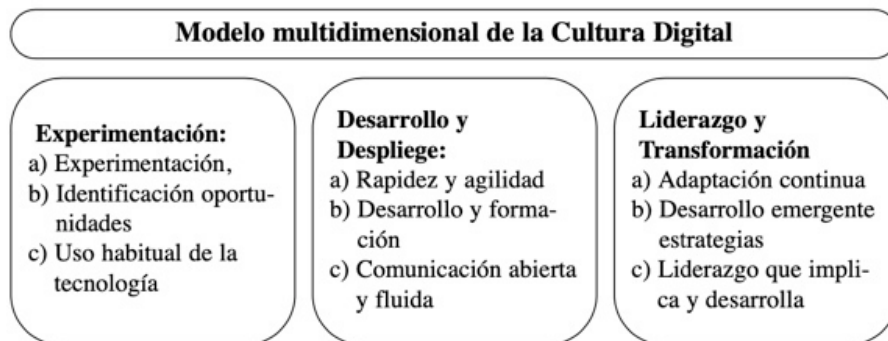 Modelo multidimensional de la Cultura Digital
Experimentación:
a) Experimentación,
b) Identificación oportu-
nidades
c) Uso habitual de la
tecnología
Desarrollo y
Despliege:
a) Rapidez y agilidad
b) Desarrollo y forma-
ción
c) Comunicación abierta
y fluida
Liderazgo y
Transformación
a) Adaptación continua
b) Desarrollo emergente
estrategias
c) Liderazgo que impli-
ca y desarrolla